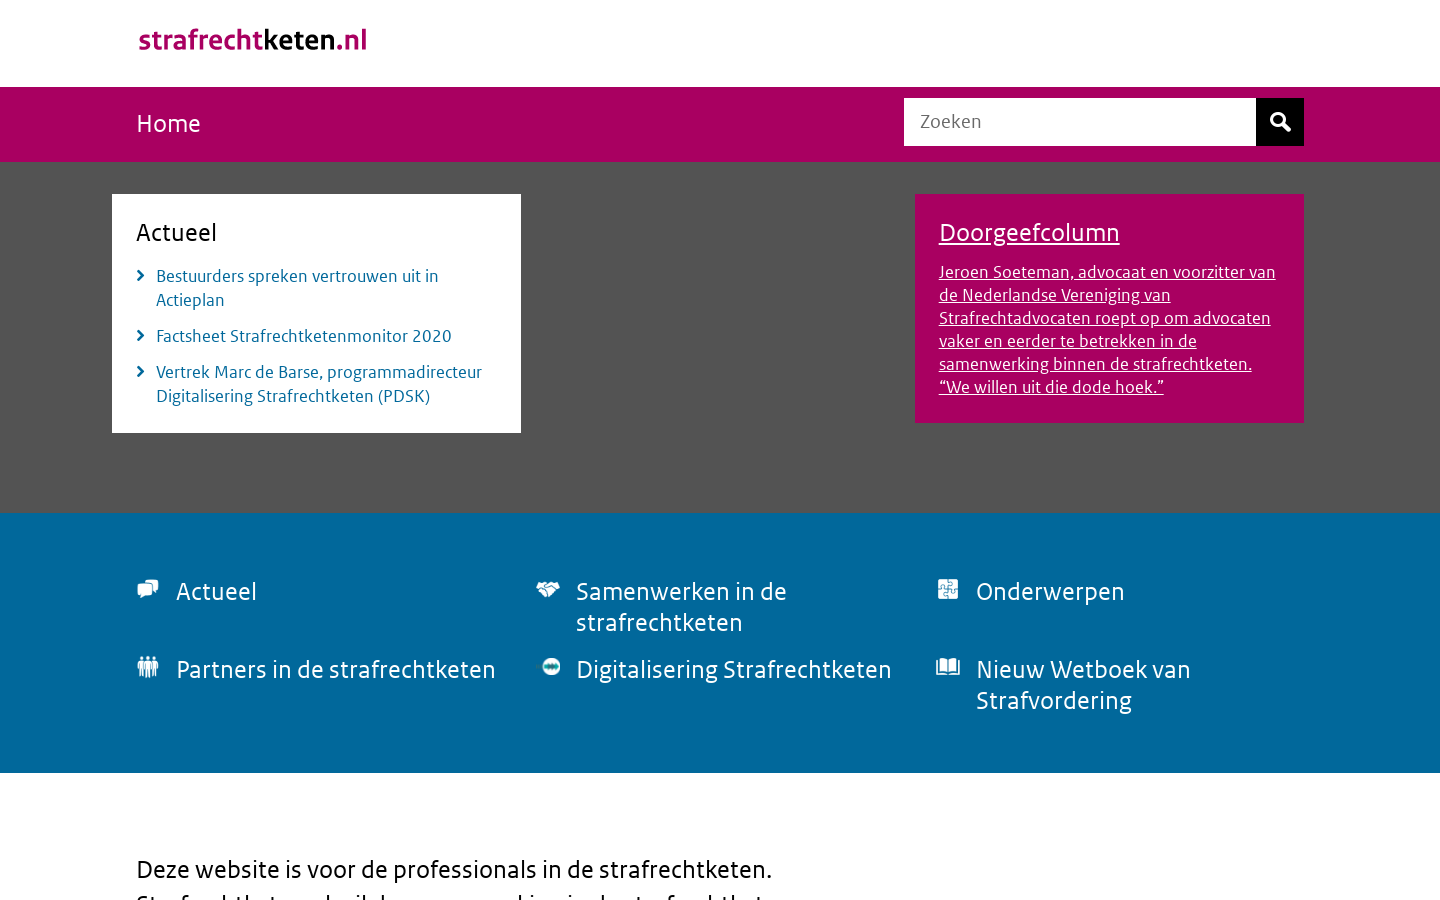 strafrechtketen.nl
Home
Zoeken
Actueel
Bestuurders spreken vertrouwen uit in
Actieplan
Factsheet Strafrechtketenmonitor 2020
Vertrek Marc de Barse, programmadirecteur
Digitalisering Strafrechtketen (PDSK)
Doorgeefcolumn
Jeroen Soeteman, advocaat en voorzitter van
de Nederlandse Vereniging van
Strafrechtadvocaten roept op om advocaten
vaker en eerder te betrekken in de
samenwerking binnen de strafrechtketen.
“We willen uit die dode hoek.”
Actueel
Samenwerken in de
strafrechtketen
Onderwerpen
Partners in de strafrechtketen
Digitalisering Strafrechtketen
Nieuw Wetboek van
Strafvordering
Deze website is voor de professionals in de strafrechtketen.